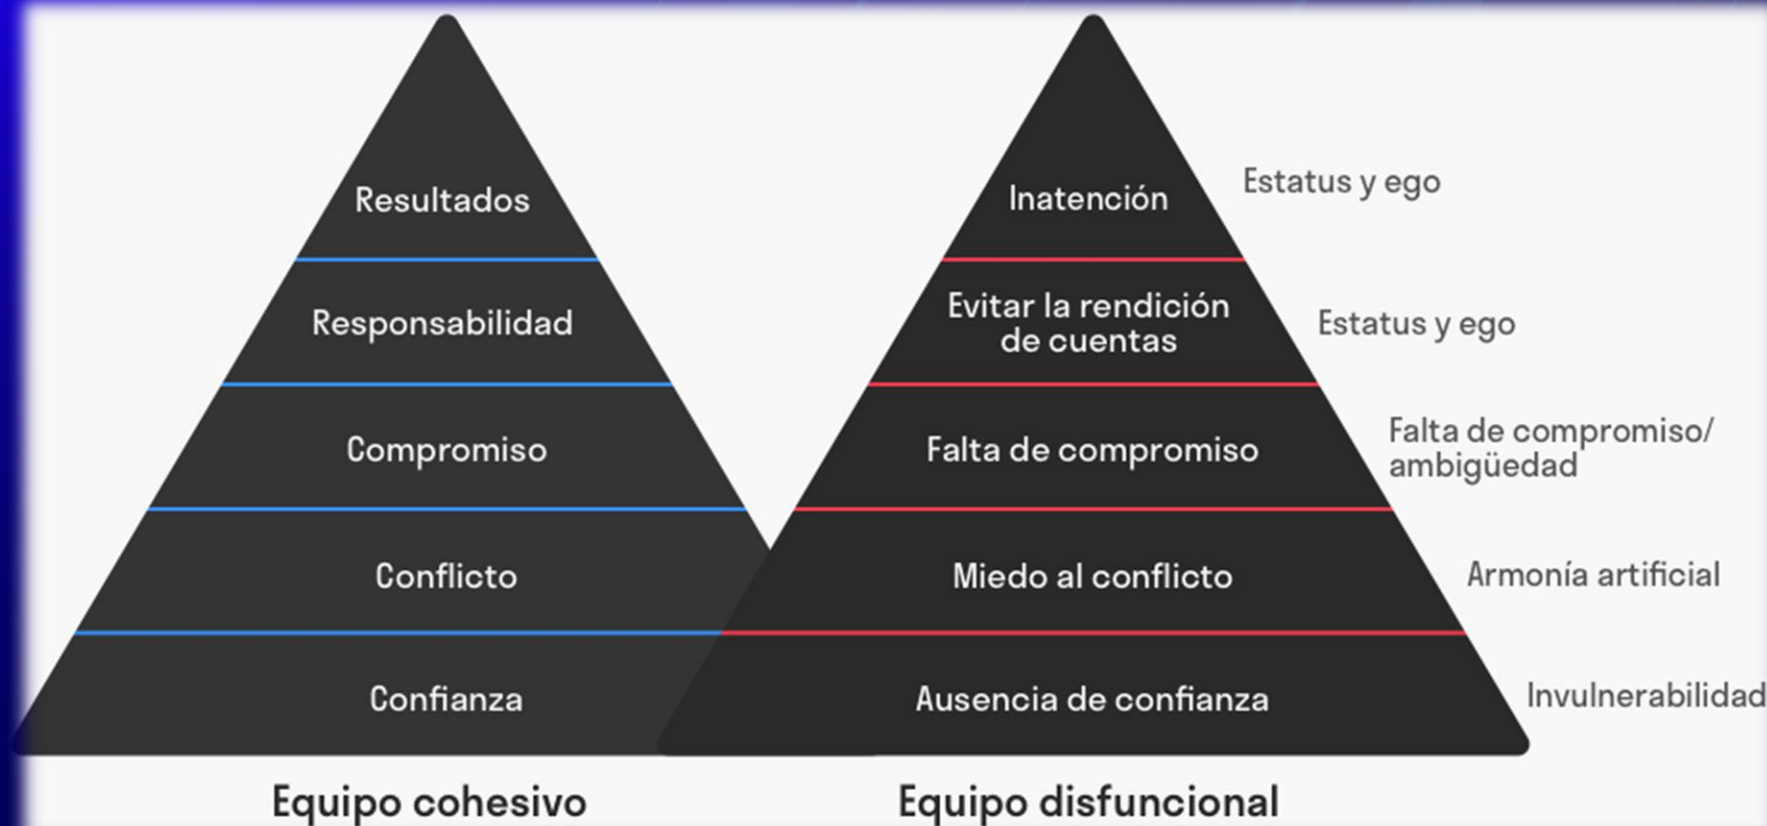 Resultados
Responsabilidad
Compromiso
Conflicto
Confianza
Equipo cohesivo
Inatención
Estatus y ego
Evitar la rendición
de cuentas
Estatus y ego
Falta de compromiso
Falta de compromiso/
ambigüedad
Miedo al conflicto
Armonía artificial
Ausencia de confianza
Invulnerabilidad
Equipo disfuncional